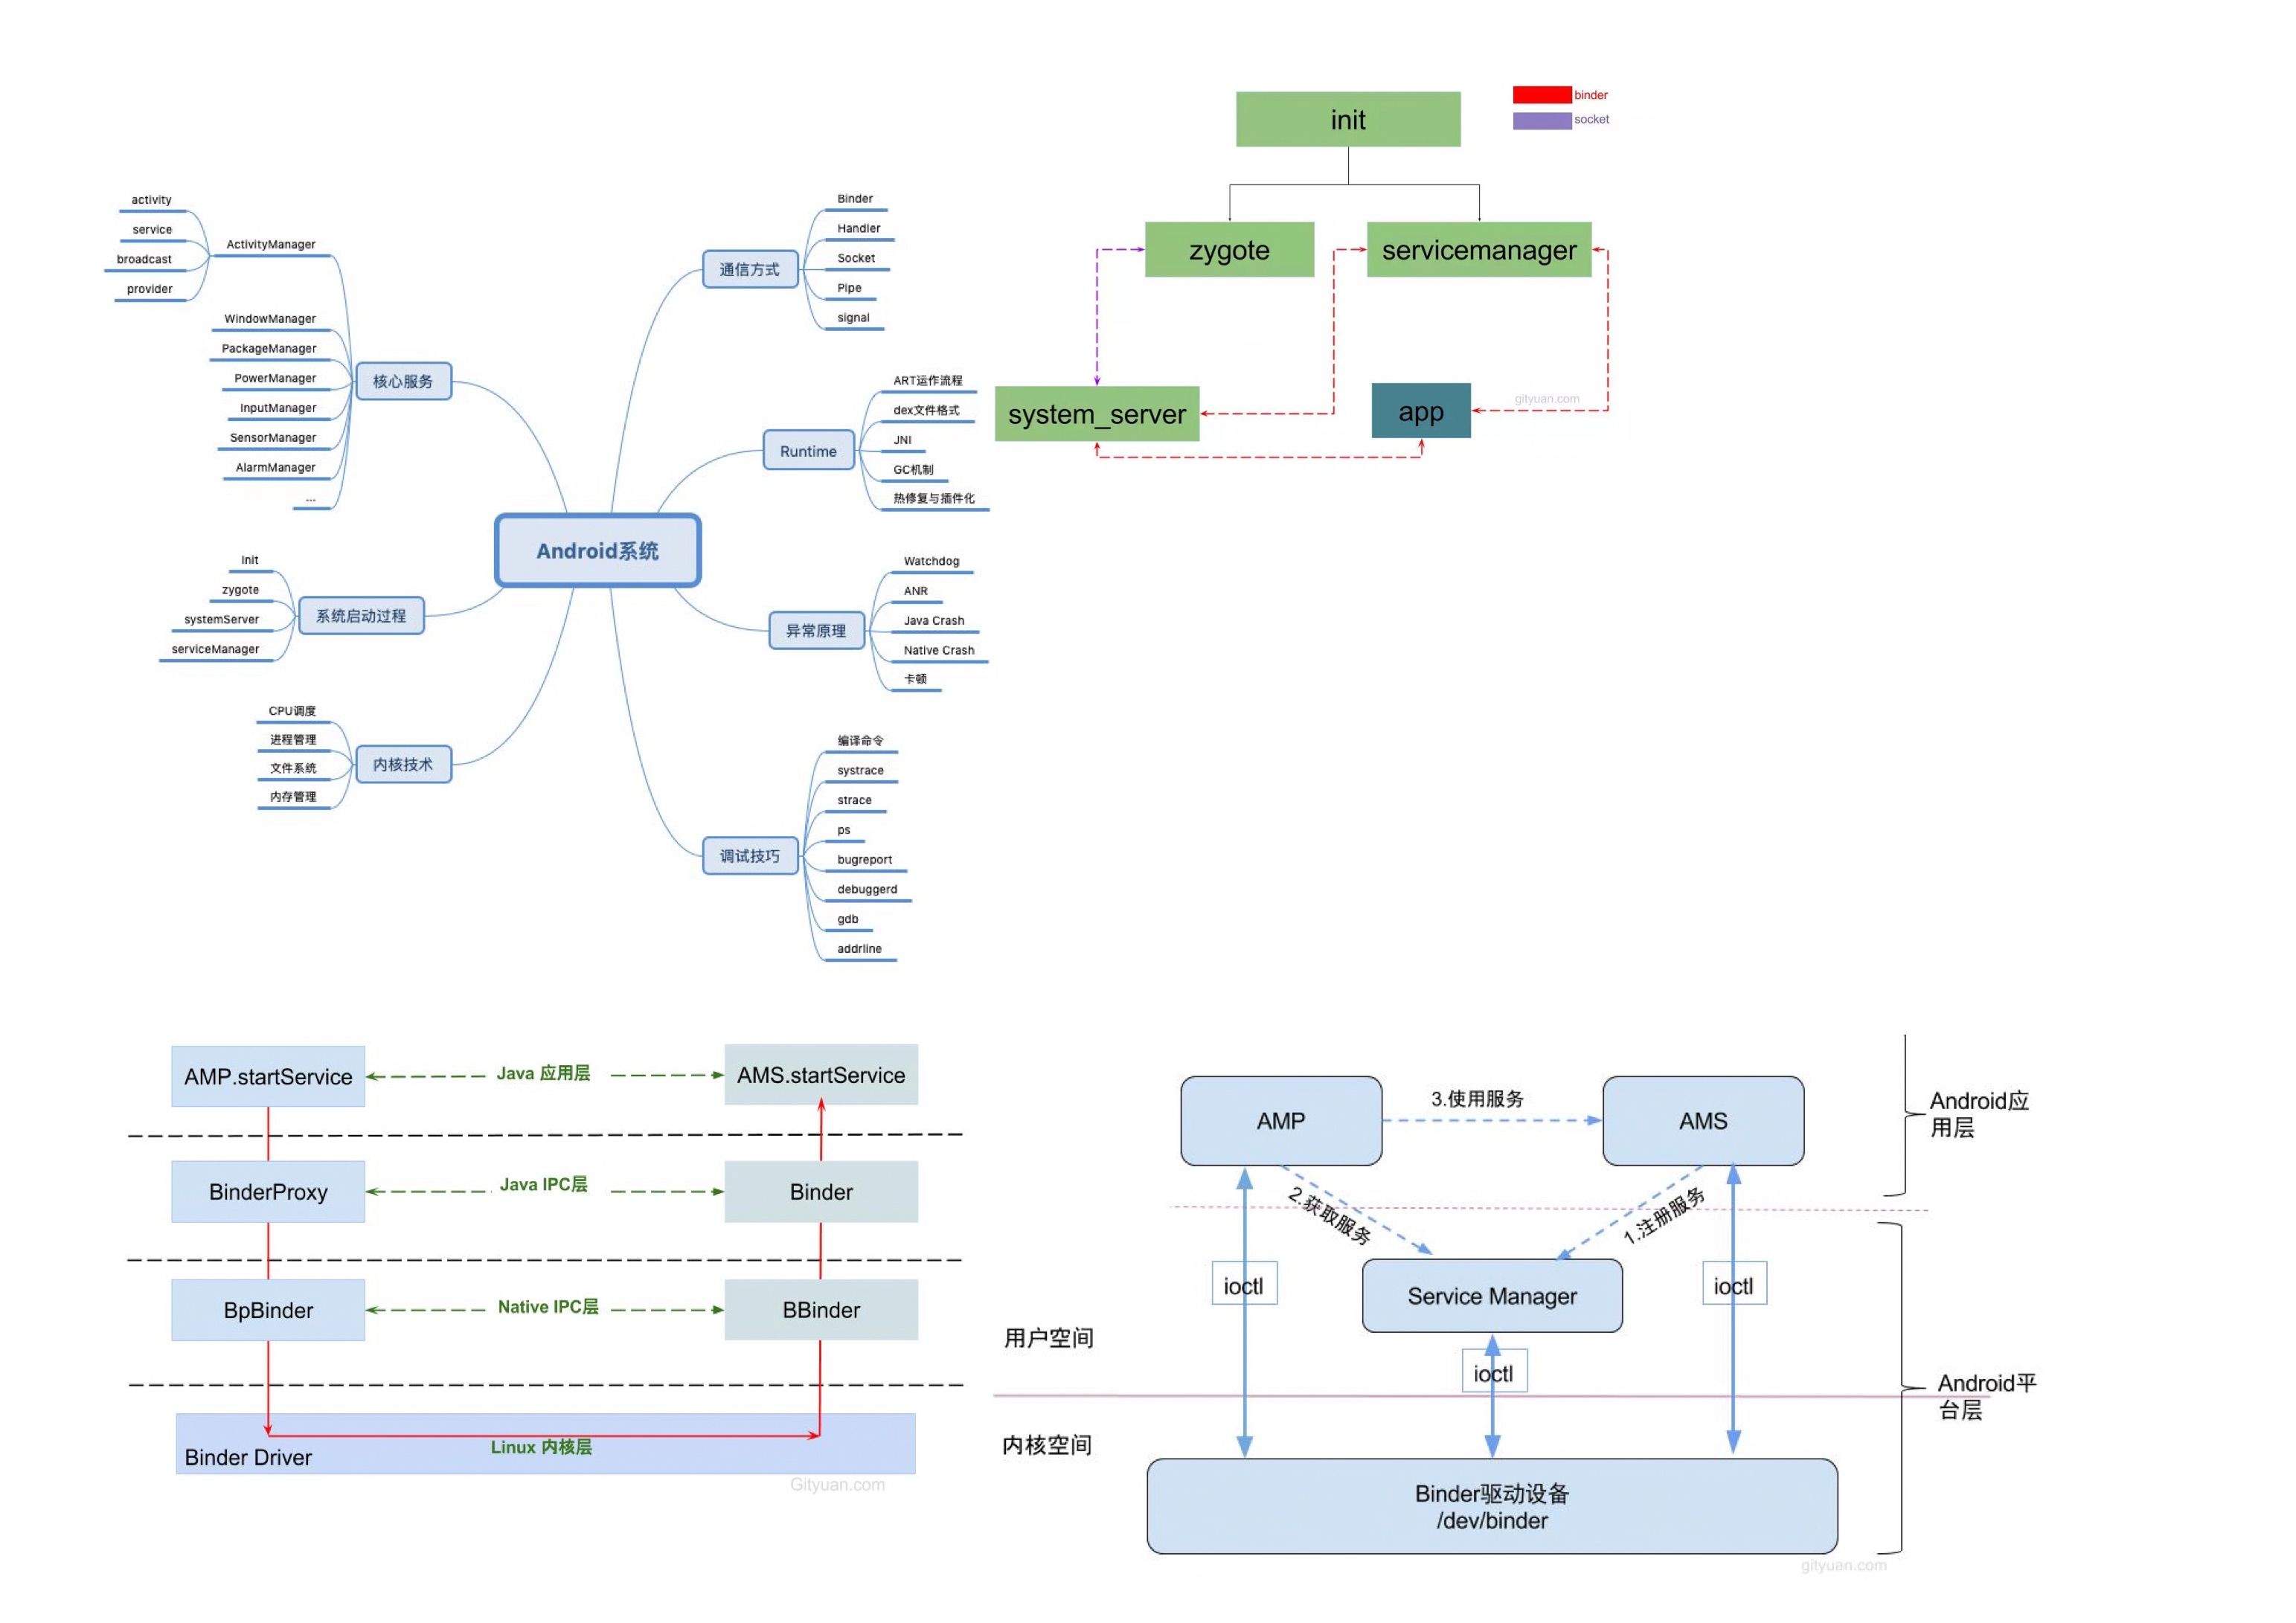 init
binder
socket
zygote
servicemanager
system_server
app
gityuan.com
activity
service
broadcast
provider
ActivityManager
WindowManager
PackageManager
PowerManager
InputManager
SensorManager
AlarmManager
...
核心服务
Init
zygote
systemServer
serviceManager
系统启动过程
CPU调度
进程管理
文件系统
内存管理
内核技术
Android系统
通信方式
Binder
Handler
Socket
Pipe
signal
Runtime
ART运作流程
dex文件格式
JNI
GC机制
热修复与插件化
异常原理
Watchdog
ANR
Java Crash
Native Crash
卡顿
调试技巧
编译命令
systrace
strace
ps
bugreport
debuggerd
gdb
addrline
AMP.startService
Java 应用层
AMS.startService
BinderProxy
Java IPC层
Binder
BpBinder
Native IPC层
BBinder
Binder Driver
Linux 内核层
Gityuan.com
AMP
3.使用服务
AMS
Android应
用层
2.获取服务
1.注册服务
ioctl
Service Manager
ioctl
用户空间
ioctl
Android平
台层
内核空间
Binder驱动设备
/dev/binder
gityuan.com